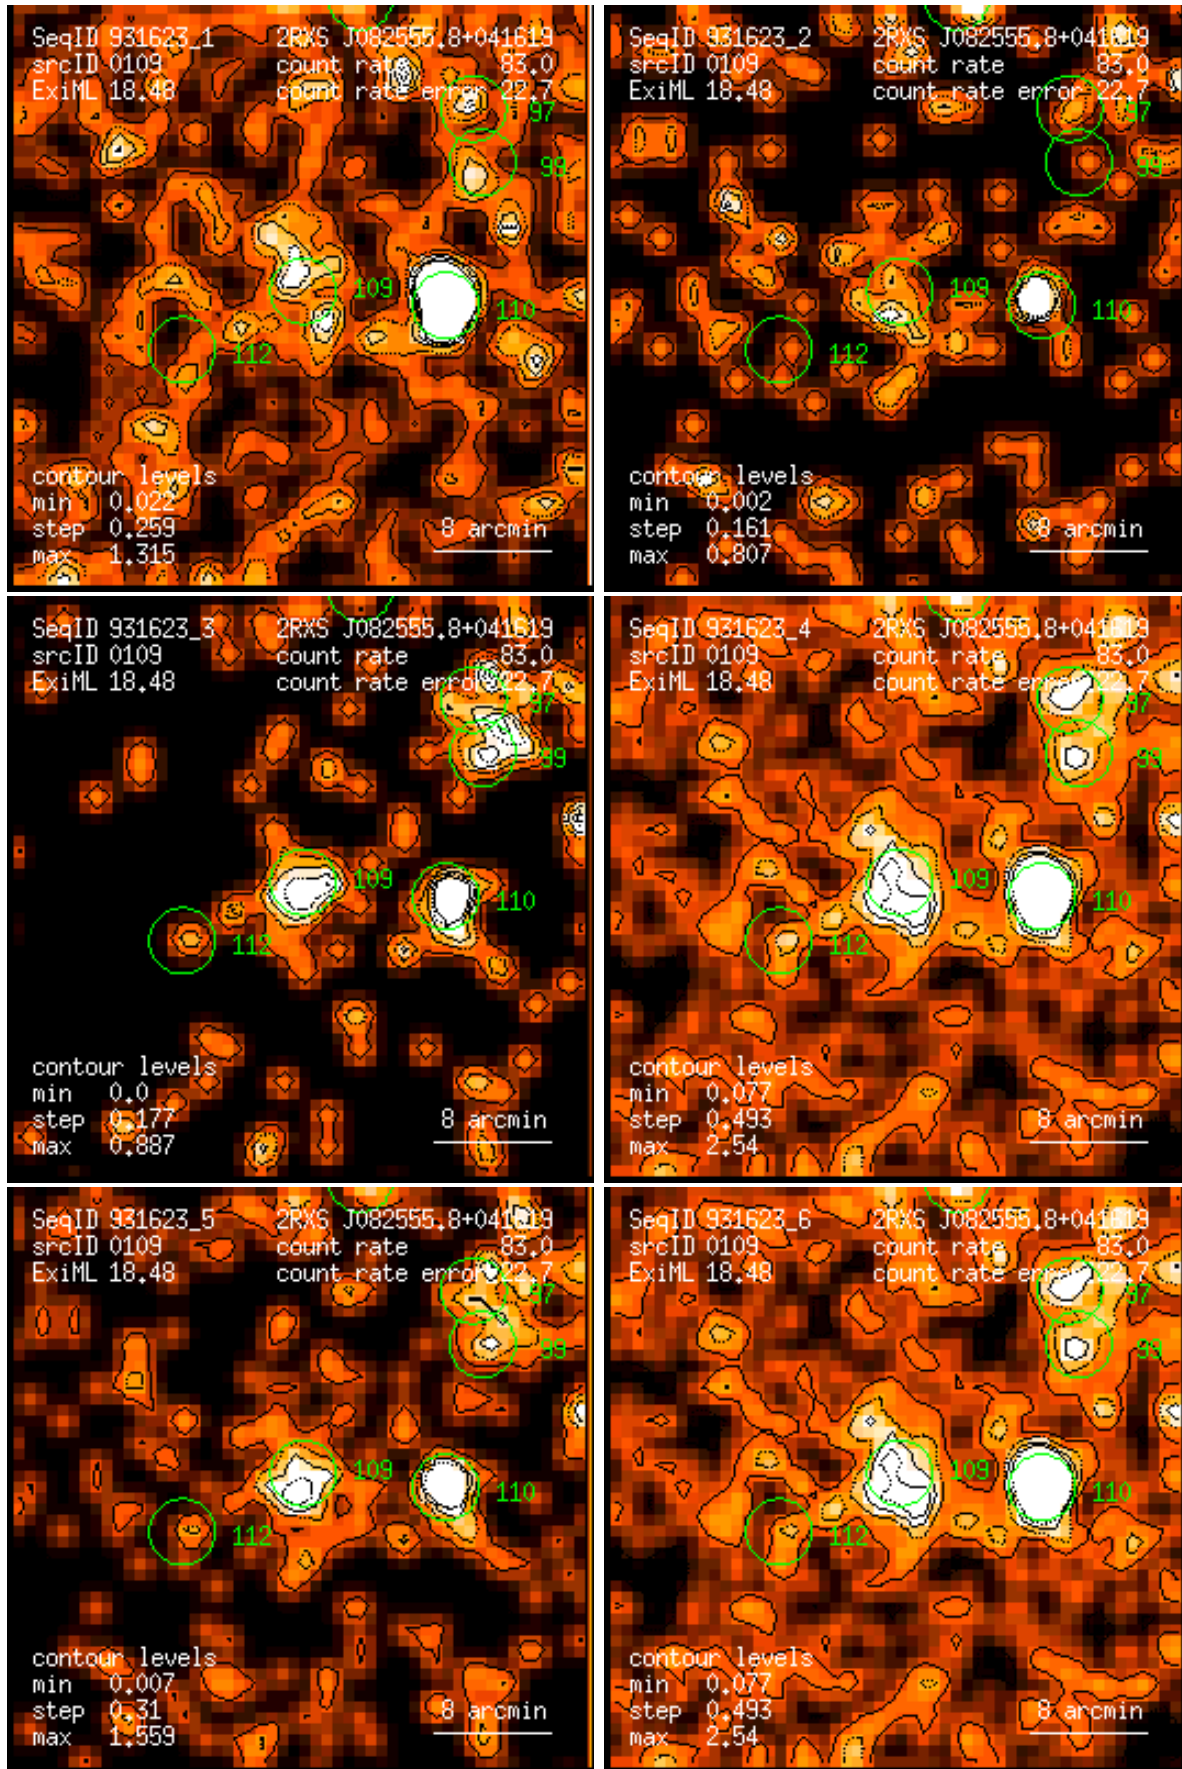 SeqID 931623_1 2RXS J082555.8+041619
srcID 0109 count rate 83.0
ExiML 18.48 count rate error 22.7
97
99
109
110
112
contour levels
min 0.022
step 0.259 8 arcmin
max 1.315
SeqID 931623_2 2RXS J082555.8+041619
srcID 0109 count rate 83.0
ExiML 18.48 count rate error 22.7
97
99
109
110
112
contour levels
min 0.002
step 0.161 8 arcmin
max 0.807
SeqID 931623_3 2RXS J082555.8+041619
srcID 0109 count rate 83.0
ExiML 18.48 count rate error 22.7
97
99
109
110
112
contour levels
min 0.0
step 0.177 8 arcmin
max 0.887
SeqID 931623_4 2RXS J082555.8+041619
srcID 0109 count rate 83.0
ExiML 18.48 count rate error 22.7
97
99
109
110
112
contour levels
min 0.077
step 0.493 8 arcmin
max 2.54
SeqID 931623_5 2RXS J082555.8+041619
srcID 0109 count rate 83.0
ExiML 18.48 count rate error 22.7
97
99
109
110
112
contour levels
min 0.007
step 0.31 8 arcmin
max 1.559
SeqID 931623_6 2RXS J082555.8+041619
srcID 0109 count rate 83.0
ExiML 18.48 count rate error 22.7
97
99
109
110
112
contour levels
min 0.077
step 0.493 8 arcmin
max 2.54